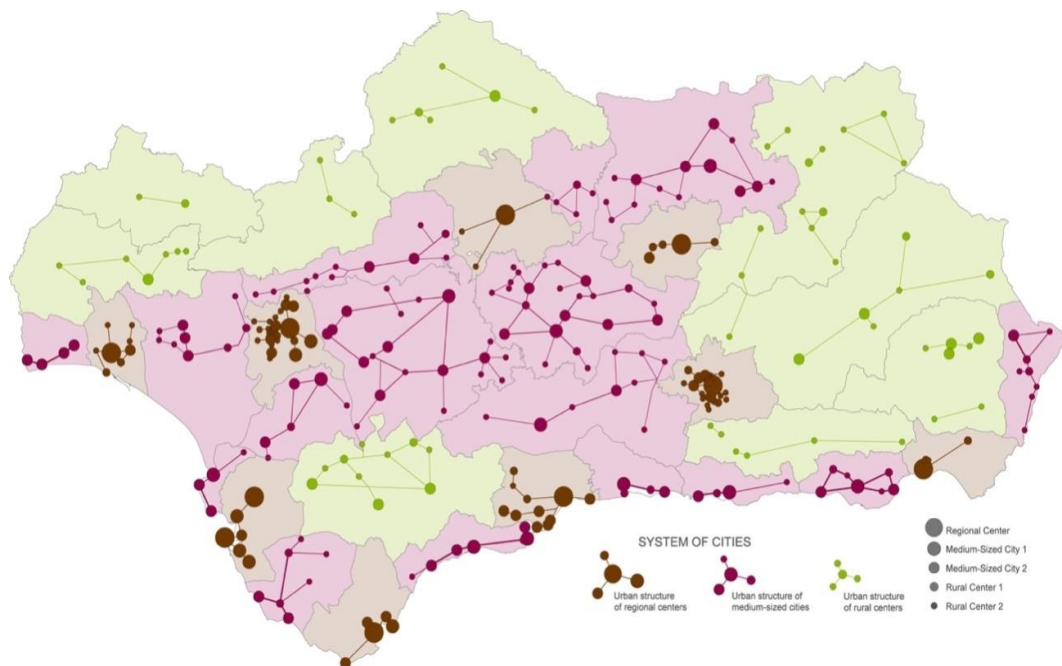 SYSTEM OF CITIES
Urban structure
of regional centers
Urban structure of
medium-sized cities
Urban structure
of rural centers
Regional Center
Medium-Sized City 1
Medium-Sized City 2
Rural Center 1
Rural Center 2